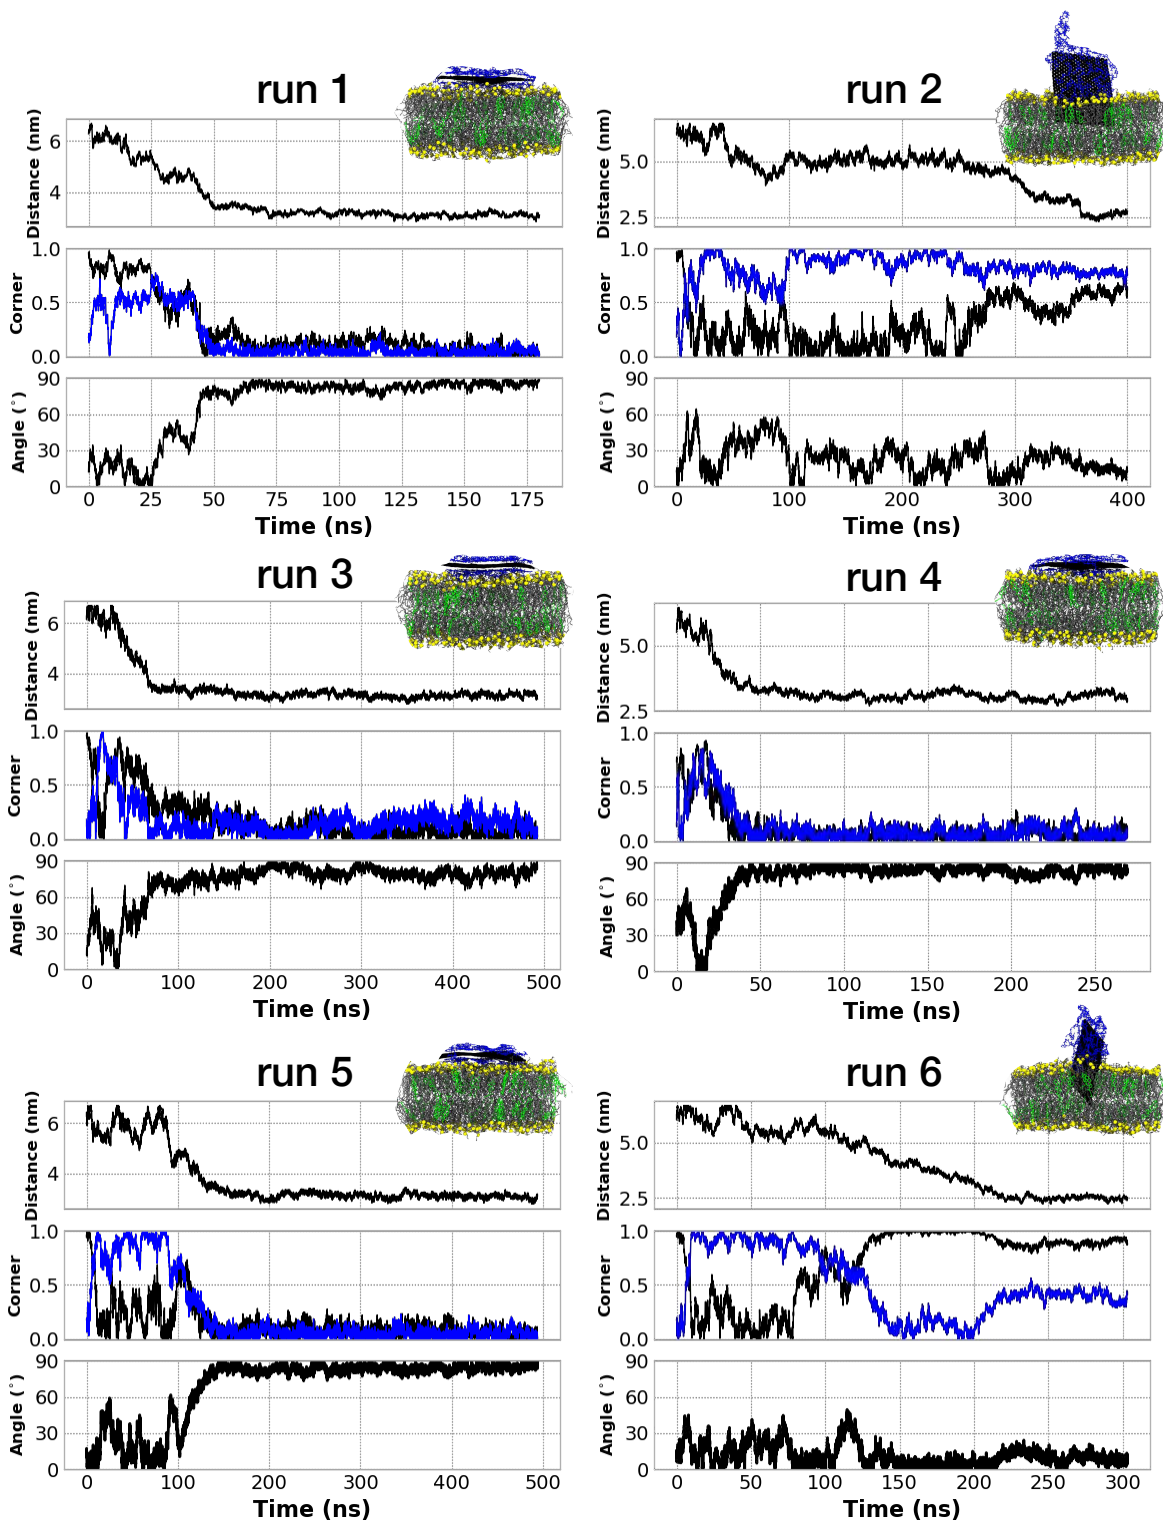 run 1
Distance (nm)
6
4
Corner
1.0
0.5
0.0
Angle (°)
90
60
30
0
0 25 50 75 100 125 150 175
Time (ns)
run 2
Distance (nm)
5.0
2.5
Corner
1.0
0.5
0.0
Angle (°)
90
60
30
0
0 100 200 300 400
Time (ns)
run 3
Distance (nm)
6
4
Corner
1.0
0.5
0.0
Angle (°)
90
60
30
0
0 100 200 300 400 500
Time (ns)
run 4
Distance (nm)
5.0
2.5
Corner
1.0
0.5
0.0
Angle (°)
90
60
30
0
0 50 100 150 200 250
Time (ns)
run 5
Distance (nm)
6
4
Corner
1.0
0.5
0.0
Angle (°)
90
60
30
0
0 100 200 300 400 500
Time (ns)
run 6
Distance (nm)
5.0
2.5
Corner
1.0
0.5
0.0
Angle (°)
90
60
30
0
0 50 100 150 200 250 300
Time (ns)